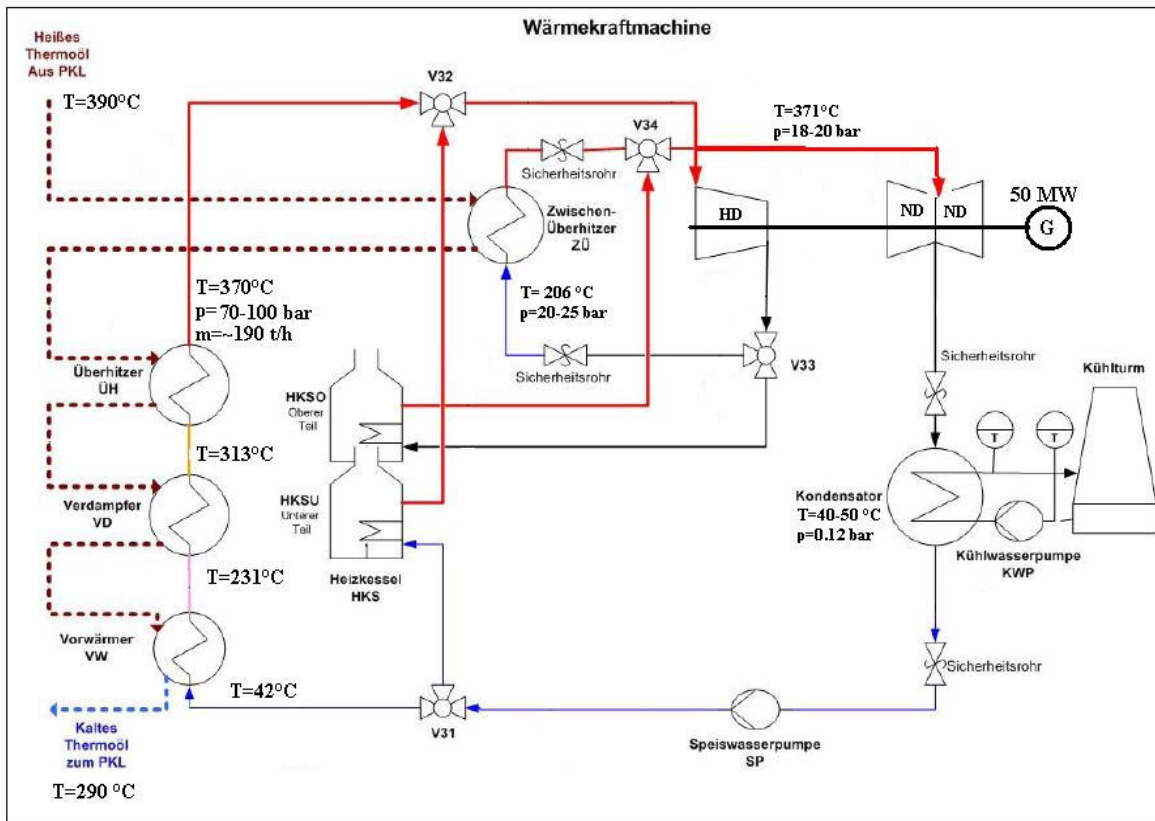 Wärmekraftmachine
Heißes
Thermoöl
Aus PKL
T=390°C
V32
V34
T=371°C
p=18-20 bar
Sicherheitsrohr
Zwischen-
Überhitzer
ZÜ
HD
ND
ND
50 MW
G
T=370°C
p=70-100 bar
m=~190 t/h
T= 206 °C
p=20-25 bar
Sicherheitsrohr
V33
Sicherheitsrohr
Kühlturm
Überhitzer
ÜH
HKSO
Oberer
Teil
T
T
T=313°C
Verdampfer
VD
HKSU
Unterer
Teil
Kondensator
T=40-50 °C
p=0.12 bar
Kühlwasserpumpe
KWP
T=231°C
Heizkessel
HKS
Vorwärmer
VW
Sicherheitsrohr
T=42°C
V31
Speiswasserpumpe
SP
Kaltes
Thermoöl
zum PKL
T=290 °C